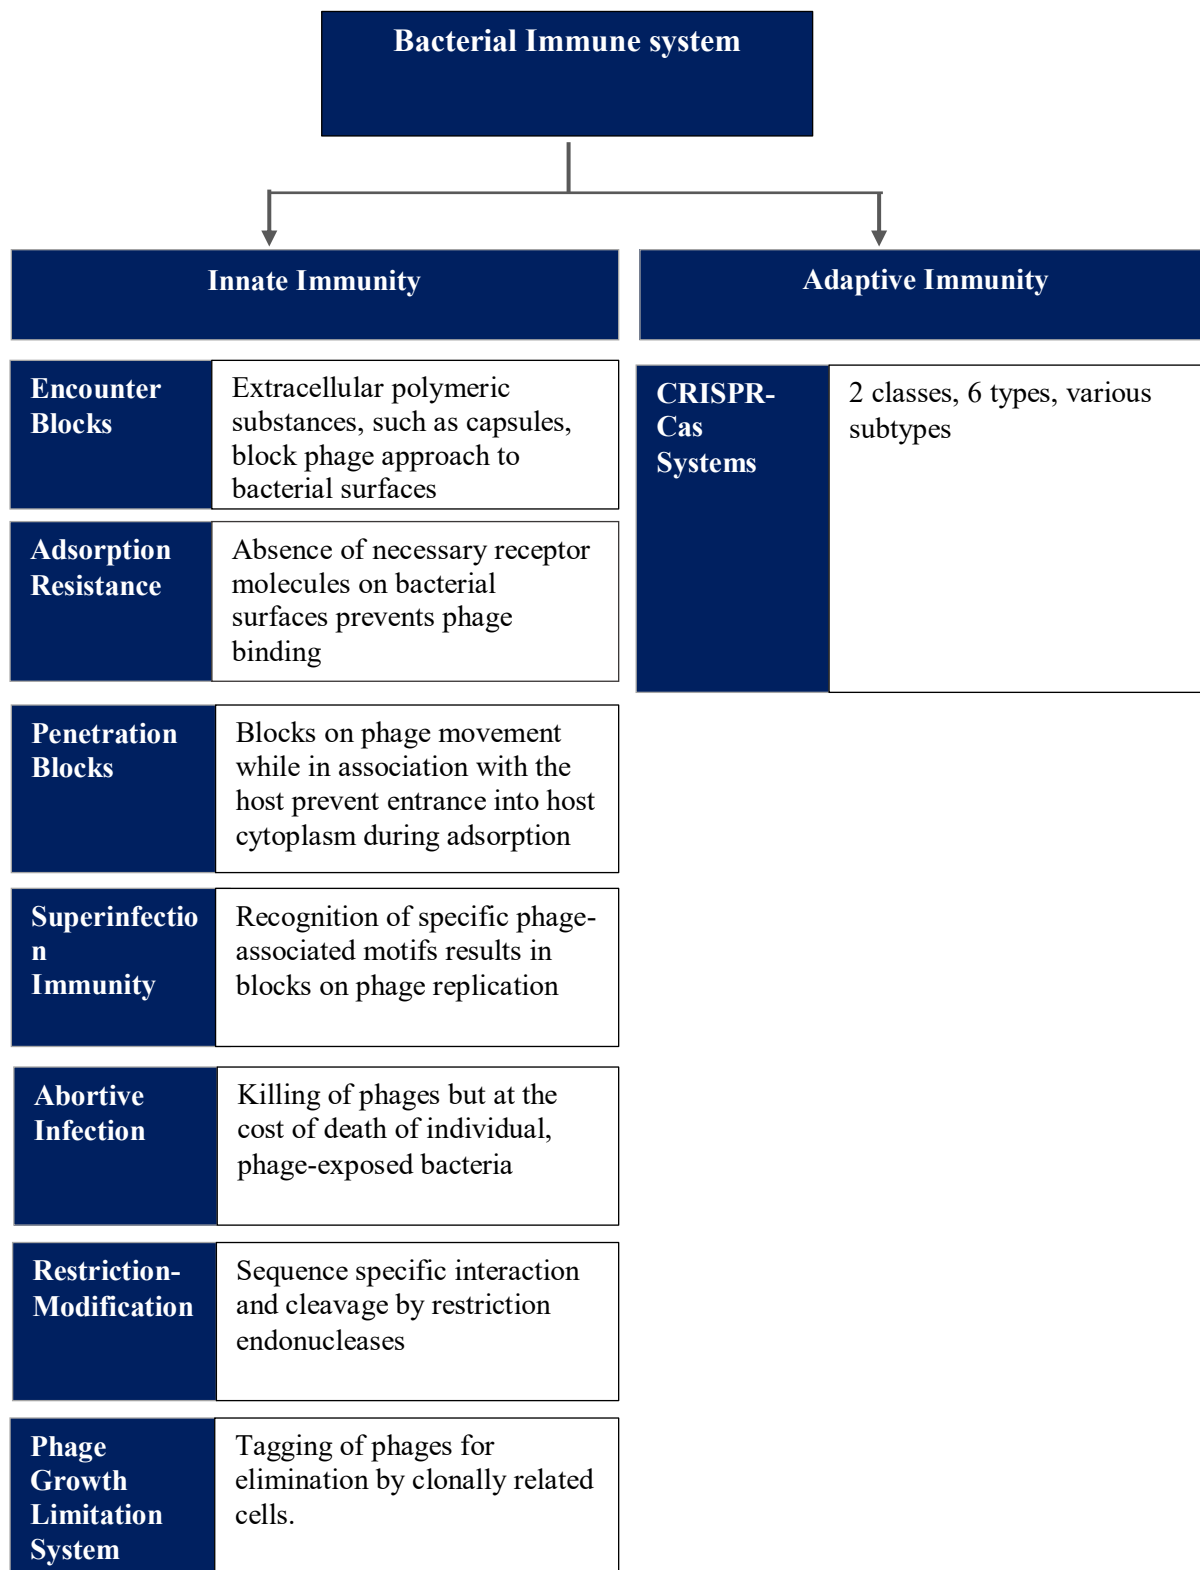 Bacterial Immune system
Innate Immunity
Adaptive Immunity
Encounter
Blocks
Extracellular polymeric
substances, such as capsules,
block phage approach to
bacterial surfaces
CRISPR-
Cas
Systems
2 classes, 6 types, various
subtypes
Adsorption
Resistance
Absence of necessary receptor
molecules on bacterial
surfaces prevents phage
binding
Penetration
Blocks
Blocks on phage movement
while in association with the
host prevent entrance into host
cytoplasm during adsorption
Superinfectio
n
Immunity
Recognition of specific phage-
associated motifs results in
blocks on phage replication
Abortive
Infection
Killing of phages but at the
cost of death of individual,
phage-exposed bacteria
Restriction-
Modification
Sequence specific interaction
and cleavage by restriction
endonucleases
Phage
Growth
Limitation
System
Tagging of phages for
elimination by clonally related
cells.